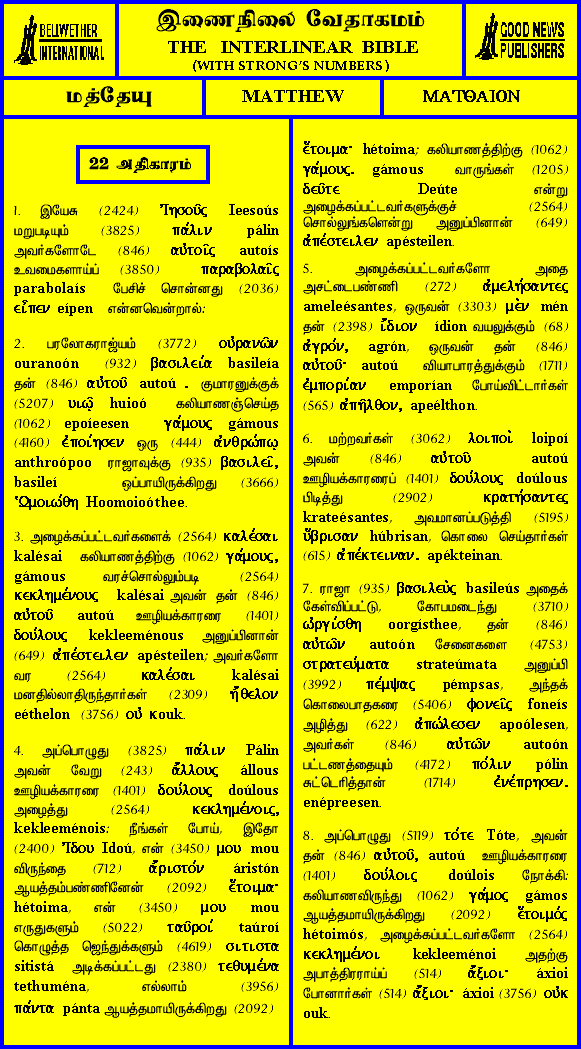 BELLWETHER
INTERNATIONAL
இணைநிலை வேதாகமம்
THE INTERLINEAR BIBLE
(WITH STRONG'S NUMBERS)
GOOD NEWS
PUBLISHERS
மத்தேயு
MATTHEW
ΜΑΤΘΑΙΟΝ
22 அதிகாரம்
1. இயேசு (2424) Ἰησοῦς Ieesoús
மறுபடியும் (3825) πάλιν pálin
அவர்களோடே (846) αὐτοῖς autoís
உவமைகளாய்ப் (3850) παραβολαῖς
parabolaís பேசிச் சொன்னது (2036)
εἶπεν eípen என்னவென்றால்:
2. பரலோகராஜ்யம் (3772) οὐρανῶν
ouranoón (932) βασιλεία basileía
தன் (846) αὐτοῦ autoú . குமாரனுக்குக்
(5207) υιῷ huioó கலியாணஞ்செய்த
(1062) epoíeesen γάμους gámous
(4160) ἐποίησεν ஒரு (444) ἀνθρώπῳ
anthroópoo ராஜாவுக்கு (935) βασιλεῖ,
basileí ஒப்பாயிருக்கிறது (3666)
Ὡμοιώθη Hoomoioóthee.
3. அழைக்கப்பட்டவர்களைக் (2564) καλέσαι
kalésai கலியாணத்திற்கு (1062) γάμους,
gámous வரச்சொல்லும்படி (2564)
κεκλημένους kalésai அவன் தன் (846)
αὐτοῦ autoú ஊழியக்காரரை (1401)
δούλους kekleeménous அனுப்பினான்
(649) ἀπέστειλεν apésteilen; அவர்களோ
வர (2564) καλέσαι kalésai
மனதில்லாதிருந்தார்கள் (2309) ἤθελον
eéthelon (3756) οὐ κouk.
4. அப்பொழுது (3825) πάλιν Pálin
அவன் வேறு (243) ἄλλους állous
ஊழியக்காரரை (1401) δούλους doúlous
அழைத்து (2564) κεκλημένοις,
kekleeménois: நீங்கள் போய், இதோ
(2400) Ἰδου Idoú, என் (3450) μου mou
விருந்தை (712) ἄριστόν áristón
ஆயத்தம்பண்ணினேன் (2092) ἕτοιμα·
hétoima, என் (3450) μου mou
எருதுகளும் (5022) ταῦροί taúroí
கொழுத்த ஜெந்துக்களும் (4619) σιτιστα
sitistá அடிக்கப்பட்டது (2380) τεθυμένα
tethuména, எல்லாம் (3956)
πάντα pánta ஆயத்தமாயிருக்கிறது (2092)
ἕτοιμα· hétoima; கலியாணத்திற்கு (1062)
γάμους. gámous வாருங்கள் (1205)
δεῦτε Deúte என்று
அழைக்கப்பட்டவர்களுக்குச் (2564)
சொல்லுங்களென்று அனுப்பினான் (649)
ἀπέστειλεν apésteilen.
5. அழைக்கப்பட்டவர்களோ அதை
அசட்டைபண்ணி (272) ἀμελήσαντες
ameleésantes, ஒருவன் (3303) μὲν mén
தன் (2398) ἴδιον ídion வயலுக்கும் (68)
ἀγρόν, agrón, ஒருவன் தன் (846)
αὐτοῦ· autoú வியாபாரத்துக்கும் (1711)
ἐμπορίαν emporían போய்விட்டார்கள்
(565) ἀπῆλθον, apeélthon.
6. மற்றவர்கள் (3062) λοιποὶ loipoí
அவன் (846) αὐτοῦ autoú
ஊழியக்காரரைப் (1401) δούλους doúlous
பிடித்து (2902) κρατήσαντες
krateésantes, அவமானப்படுத்தி (5195)
ὕβρισαν húbrisan, கொலை செய்தார்கள்
(615) ἀπέκτειναν. apékteinan.
7. ராஜா (935) βασιλεὺς basileús அதைக்
கேள்விப்பட்டு, கோபமடைந்து (3710)
ὠργίσθη oorgísthee, தன் (846)
αὐτῶν autoón சேனைகளை (4753)
στρατεύματα strateúmata அனுப்பி
(3992) πέμψας pémpsas, அந்தக்
கொலைபாதகரை (5406) φονεῖς foneís
அழித்து (622) ἀπώλεσεν apoólesen,
அவர்கள் (846) αὐτῶν autoón
பட்டணத்தையும் (4172) πόλιν pólin
சுட்டெரித்தான் (1714) ἐνέπρησεν.
enépreesen.
8. அப்பொழுது (5119) τότε Tóte, அவன்
தன் (846) αὐτοῦ, autoú ஊழியக்காரரை
(1401) δούλοις doúlois நோக்கி:
கலியாணவிருந்து (1062) γάμος gámos
ஆயத்தமாயிருக்கிறது (2092) ἕτοιμός
hétoimós, அழைக்கப்பட்டவர்களோ (2564)
κεκλημένοι kekleeménoi அதற்கு
அபாத்திரராய்ப் (514) ἄξιοι· áxioi
போனார்கள் (514) ἄξιοι· áxioi (3756) οὐκ
ouk.